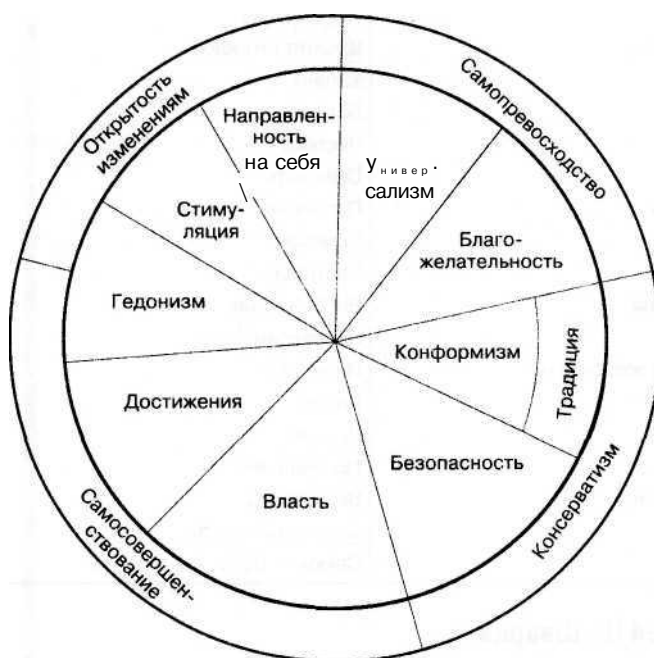 Открытость
изменениям
Самопревосходство
Направлен-
ность
на себя
Универ.
сализм
Стиму-
ляция
Благо-
желательность
Гедонизм
Конформизм
Традиция
Достижения
Безопасность
Власть
Самосовершен-
ствование
Консерватизм